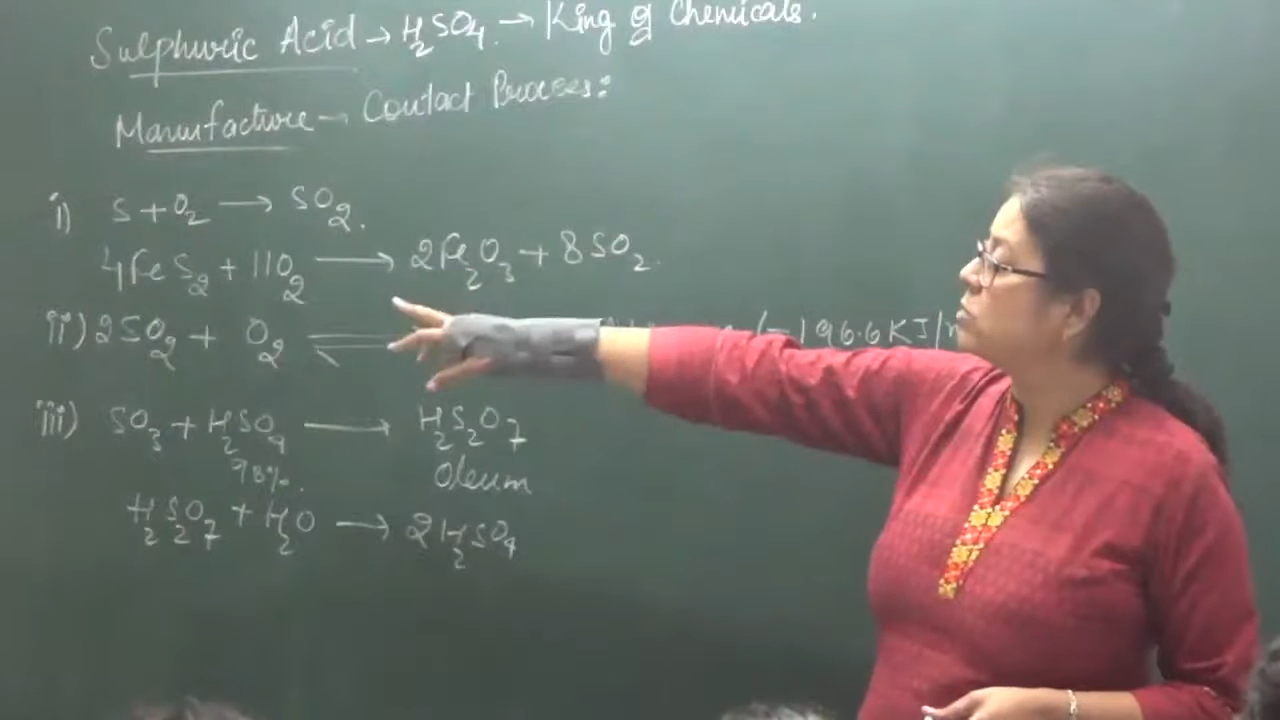 Sulphuric Acid → H₂SO₄. → King of Chemicals.
Manufacture → Contact Process:
i) S + O₂ → SO₂.
4FeS₂ + 11O₂ → 2Fe₂O₃ + 8SO₂.
ii) 2SO₂ + O₂ ⇌ (-196.6 KJ/
iii) SO₃ + H₂SO₄ → H₂S₂O₇
98%. Oleum
H₂S₂O₇ + H₂O → 2H₂SO₄